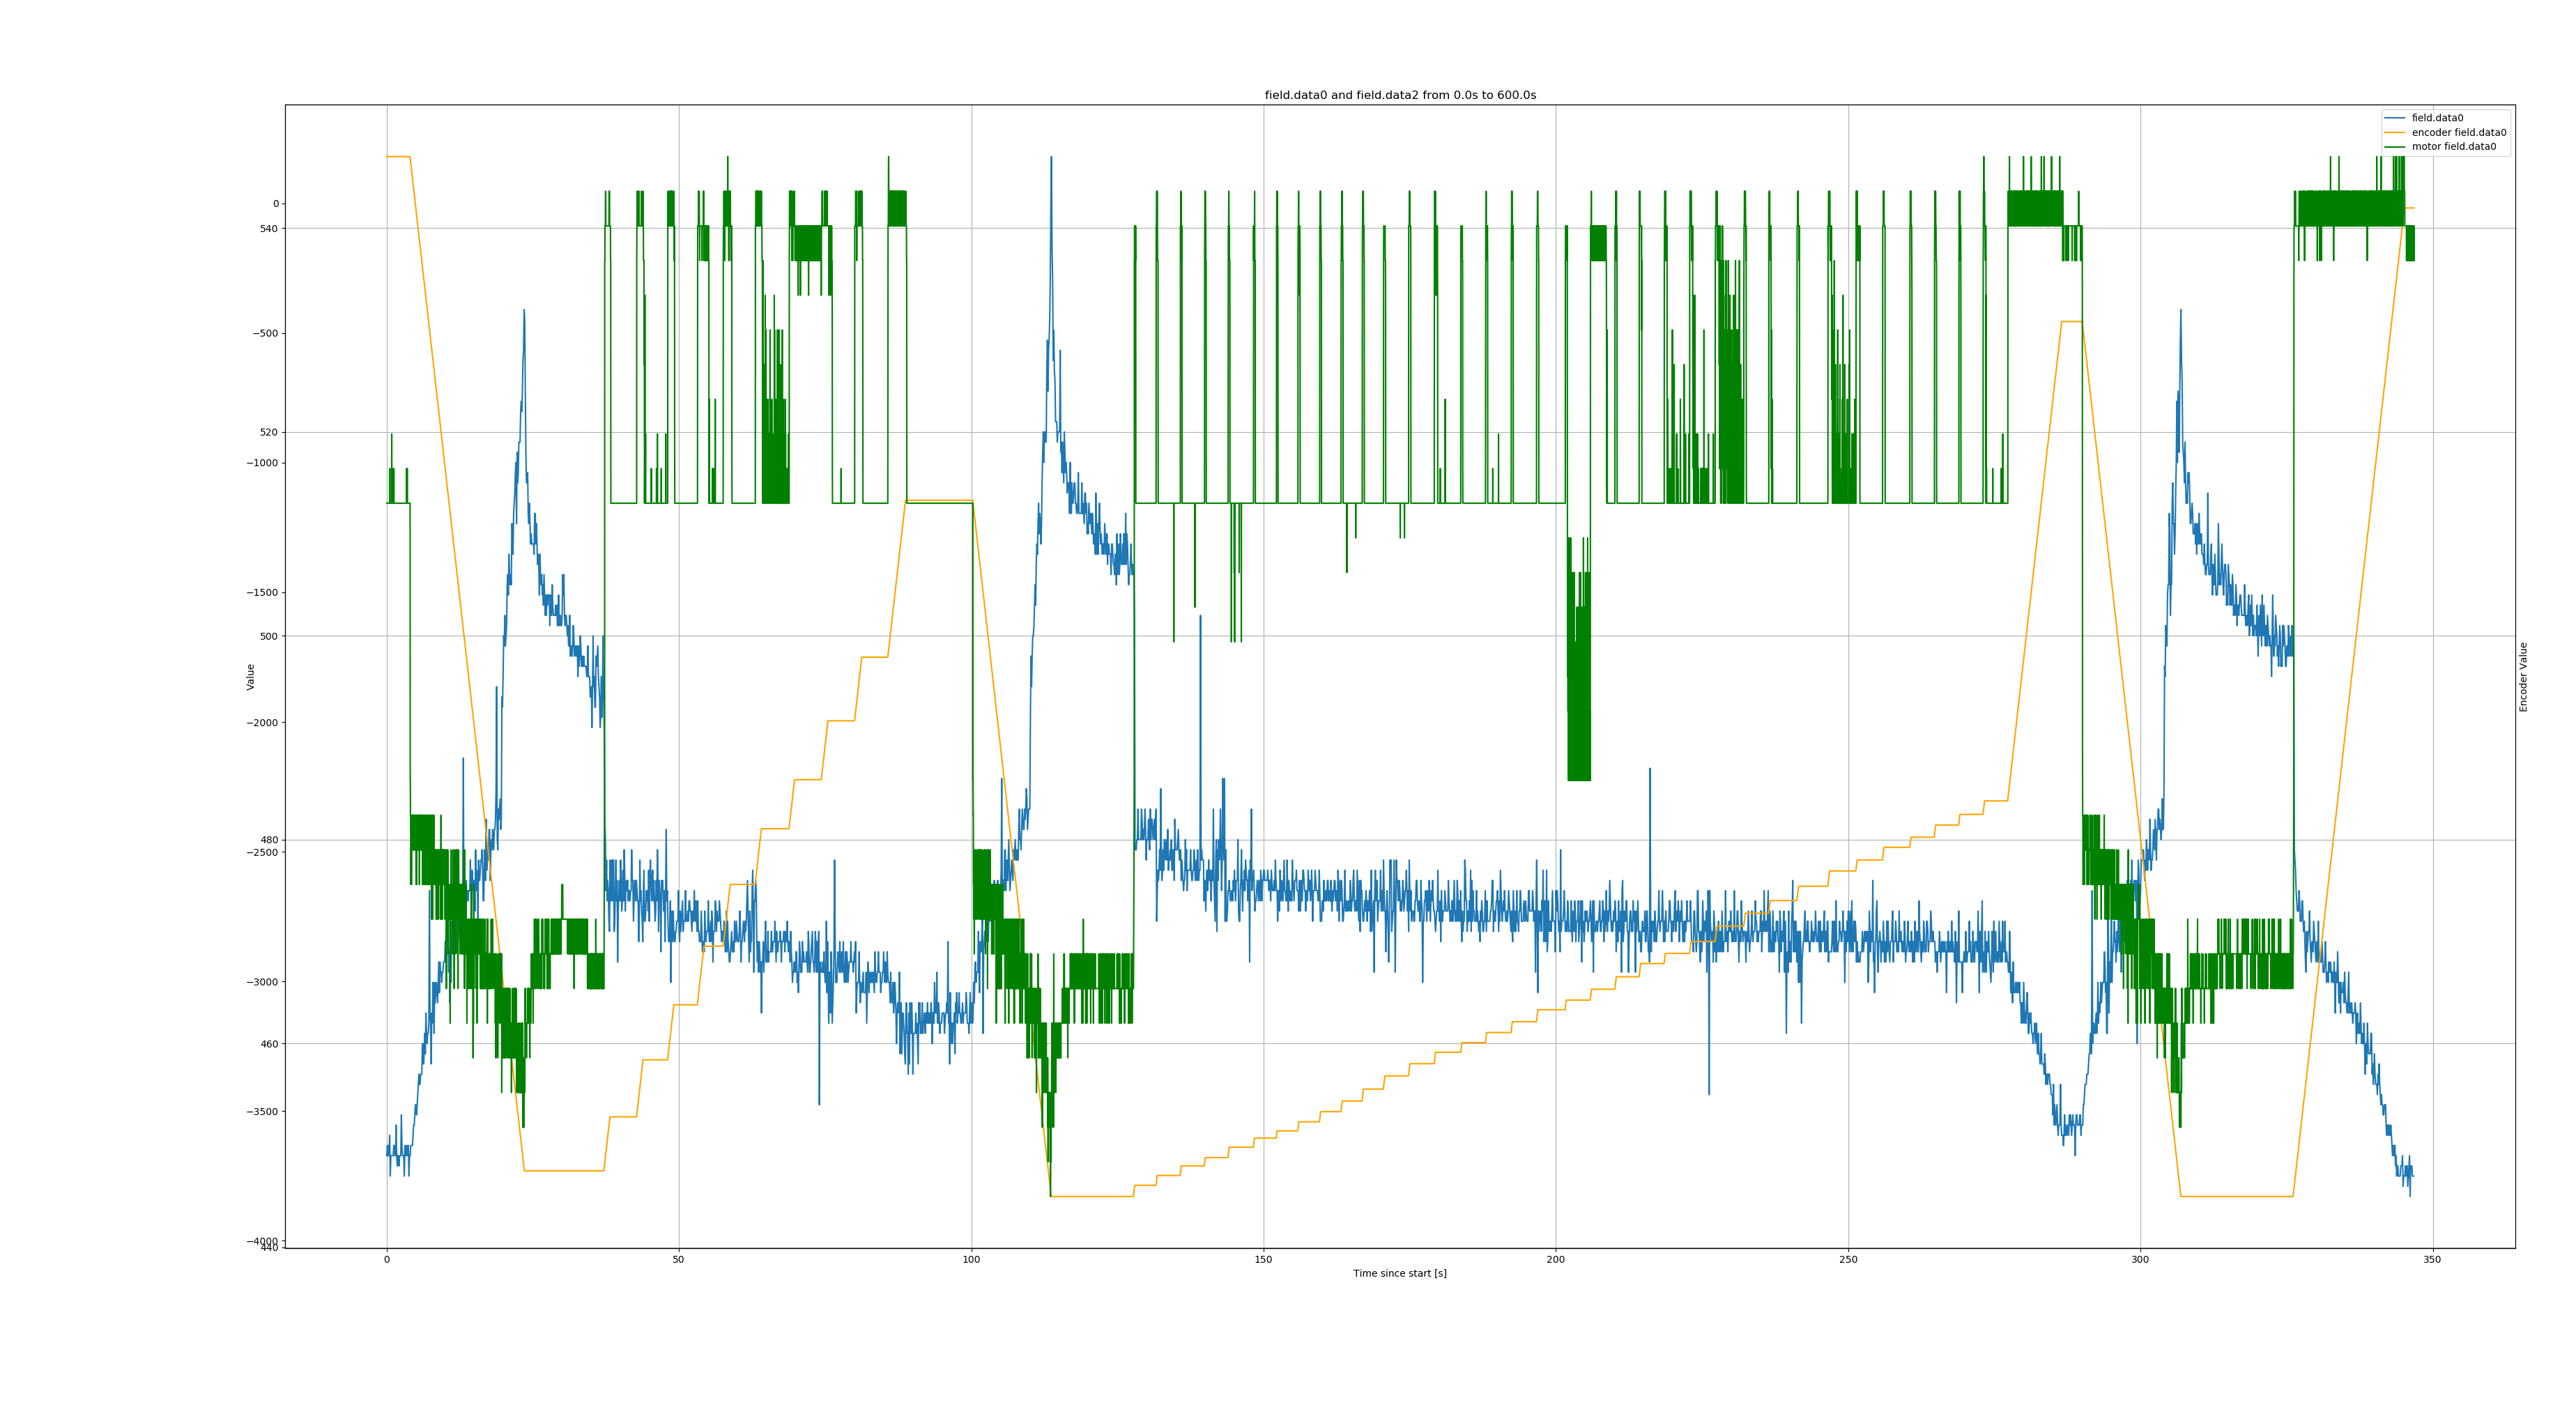 field.data0 and field.data2 from 0.0s to 600.0s
field.data0
encoder field.data0
motor field.data0
0
540
−500
520
−1000
−1500
500
−2000
480
−2500
−3000
460
−3500
−4000
440
Value
Encoder Value
0 50 100 150 200 250 300 350
Time since start [s]